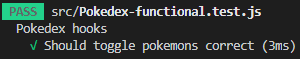 PASS src/Pokedex-functional.test.js
Pokedex hooks
√ Should toggle pokemons correct (3ms)